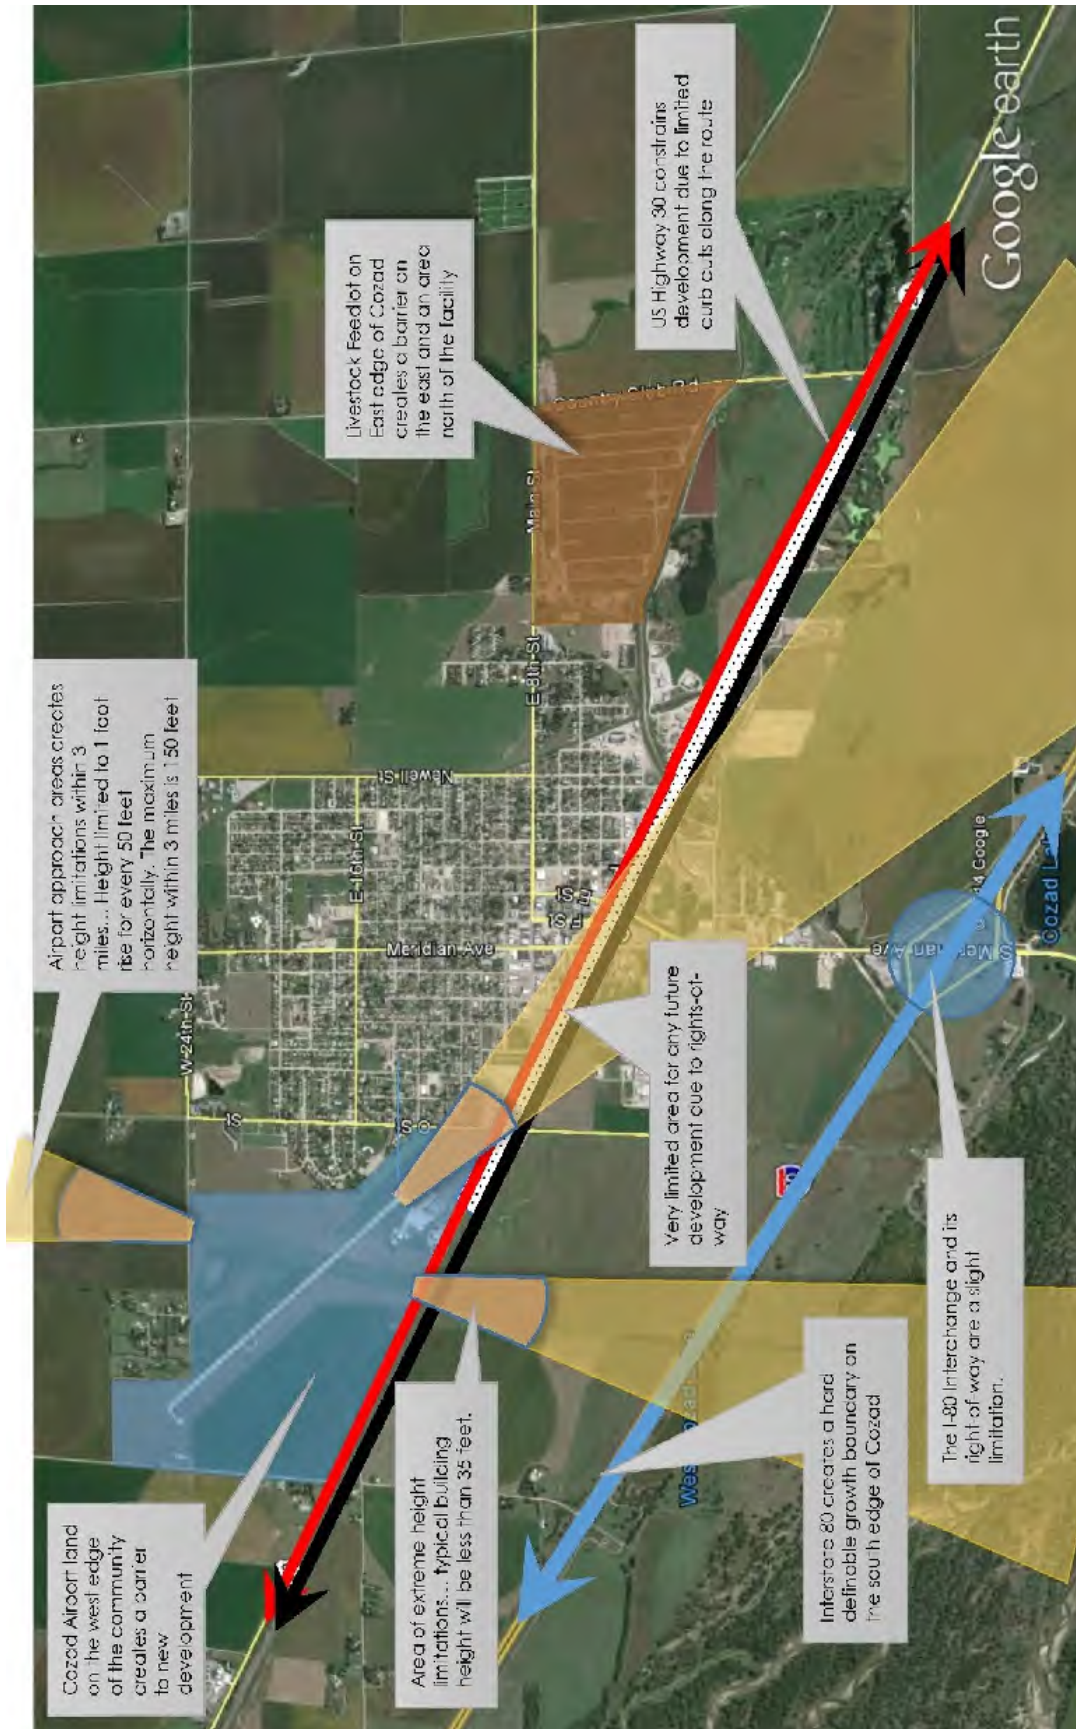 Cozad Airport land
on the west edge
of the community
creates a barrier
to new
development
Airport approach areas creates
height limitations within 3
miles... Height limited to 1 foot
rise for every 50 feet
horizontally. The maximum
height within 3 miles is 150 feet
Livestock Feedlot on
East edge of Cozad
creates a barrier on
the east and an area
north of the facility
US Highway 30 constrains
development due to limited
curb cuts along the route
Area of extreme height
limitations... typical building
height will be less than 35 feet.
Very limited area for any future
development due to rights-of-
way
Interstate 80 creates a hard
definable growth boundary on
the south edge of Cozad
The I-80 Interchange and its
right of way are a slight
limitation.
W 24th St
E 16th St
Newell St
Meridian Ave
E 8th St
Main St
Country Club Rd
S Meridian Ave
Google
Cozad
Google earth